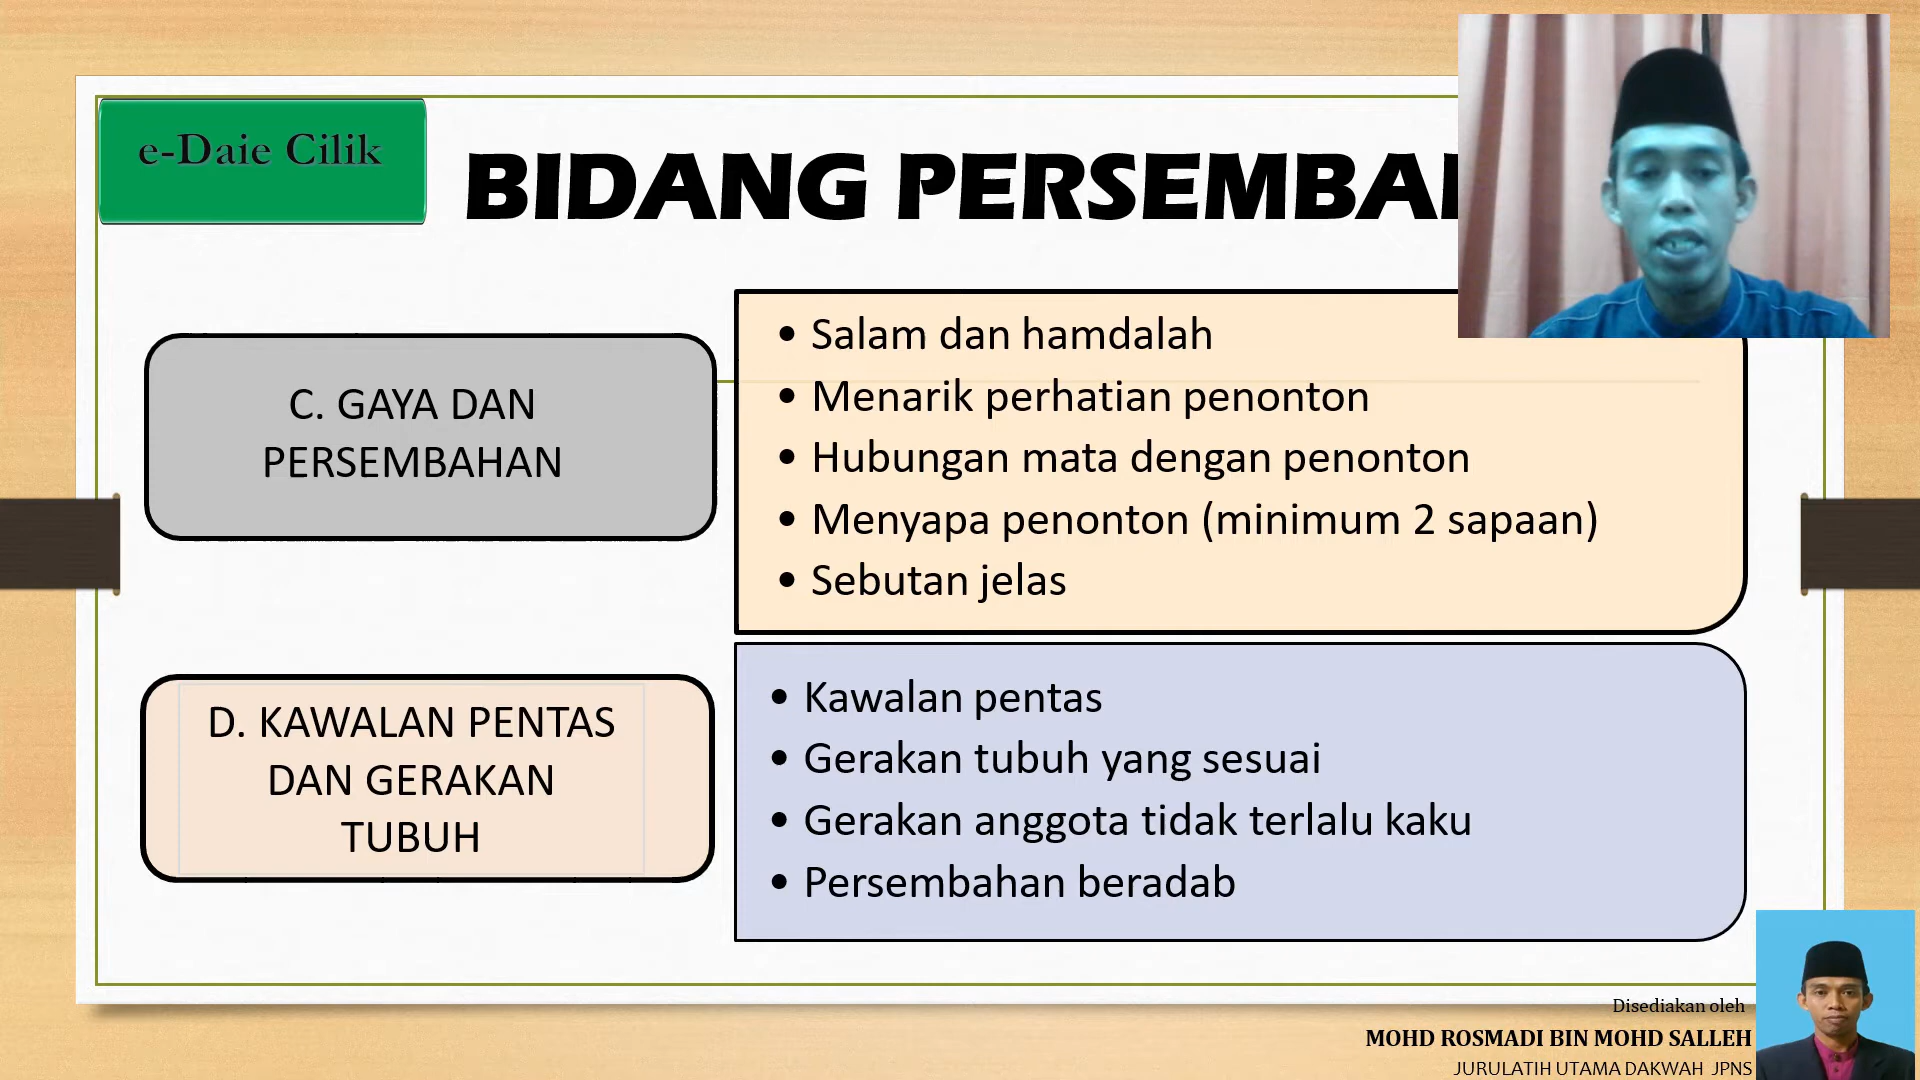 e-Daie Cilik
BIDANG
C. GAYA DAN
PERSEMBAHAN
• Salam dan hamdalah
• Menarik perhatian penonton
• Hubungan mata dengan penonton
• Menyapa penonton (minimum 2 sapaan)
• Sebutan jelas
D. KAWALAN PENTAS
DAN GERAKAN
TUBUH
• Kawalan pentas
• Gerakan tubuh yang sesuai
• Gerakan anggota tidak terlalu kaku
• Persembahan beradab
Disediakan oleh
MOHD ROSMADI BIN MOHD SALLEH
JURULATIH UTAMA DAKWAH JPNS